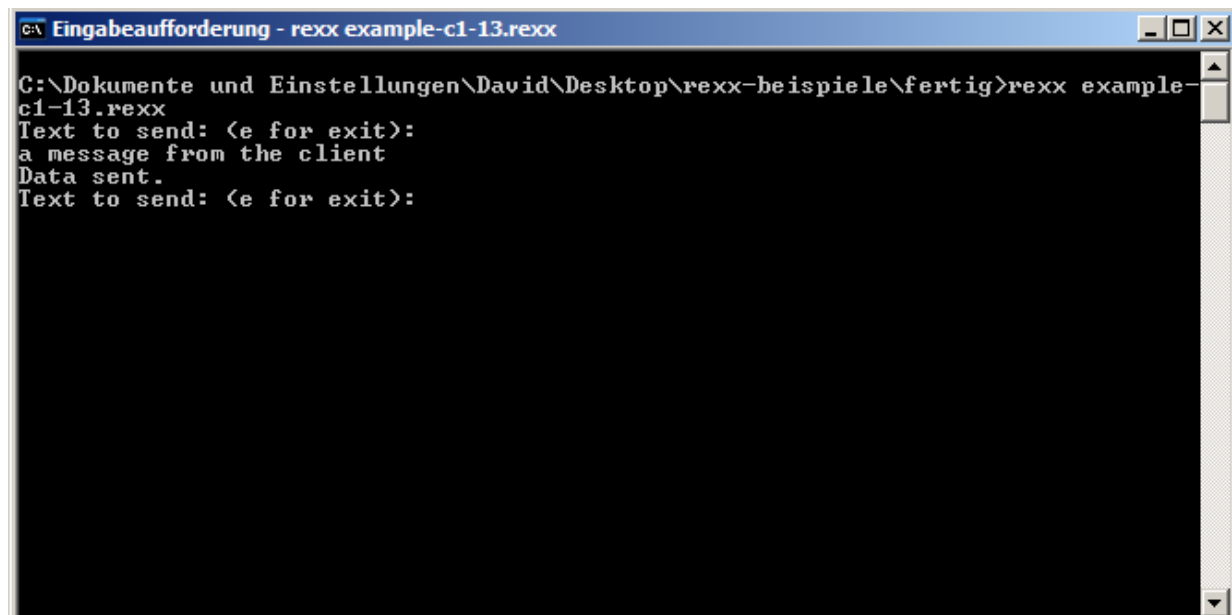 Eingabeaufforderung - rexx example-c1-13.rexx
C:\Dokumente und Einstellungen\David\Desktop\rexx-beispiele\fertig>rexx example-
c1-13.rexx
Text to send: (e for exit):
a message from the client
Data sent.
Text to send: (e for exit):